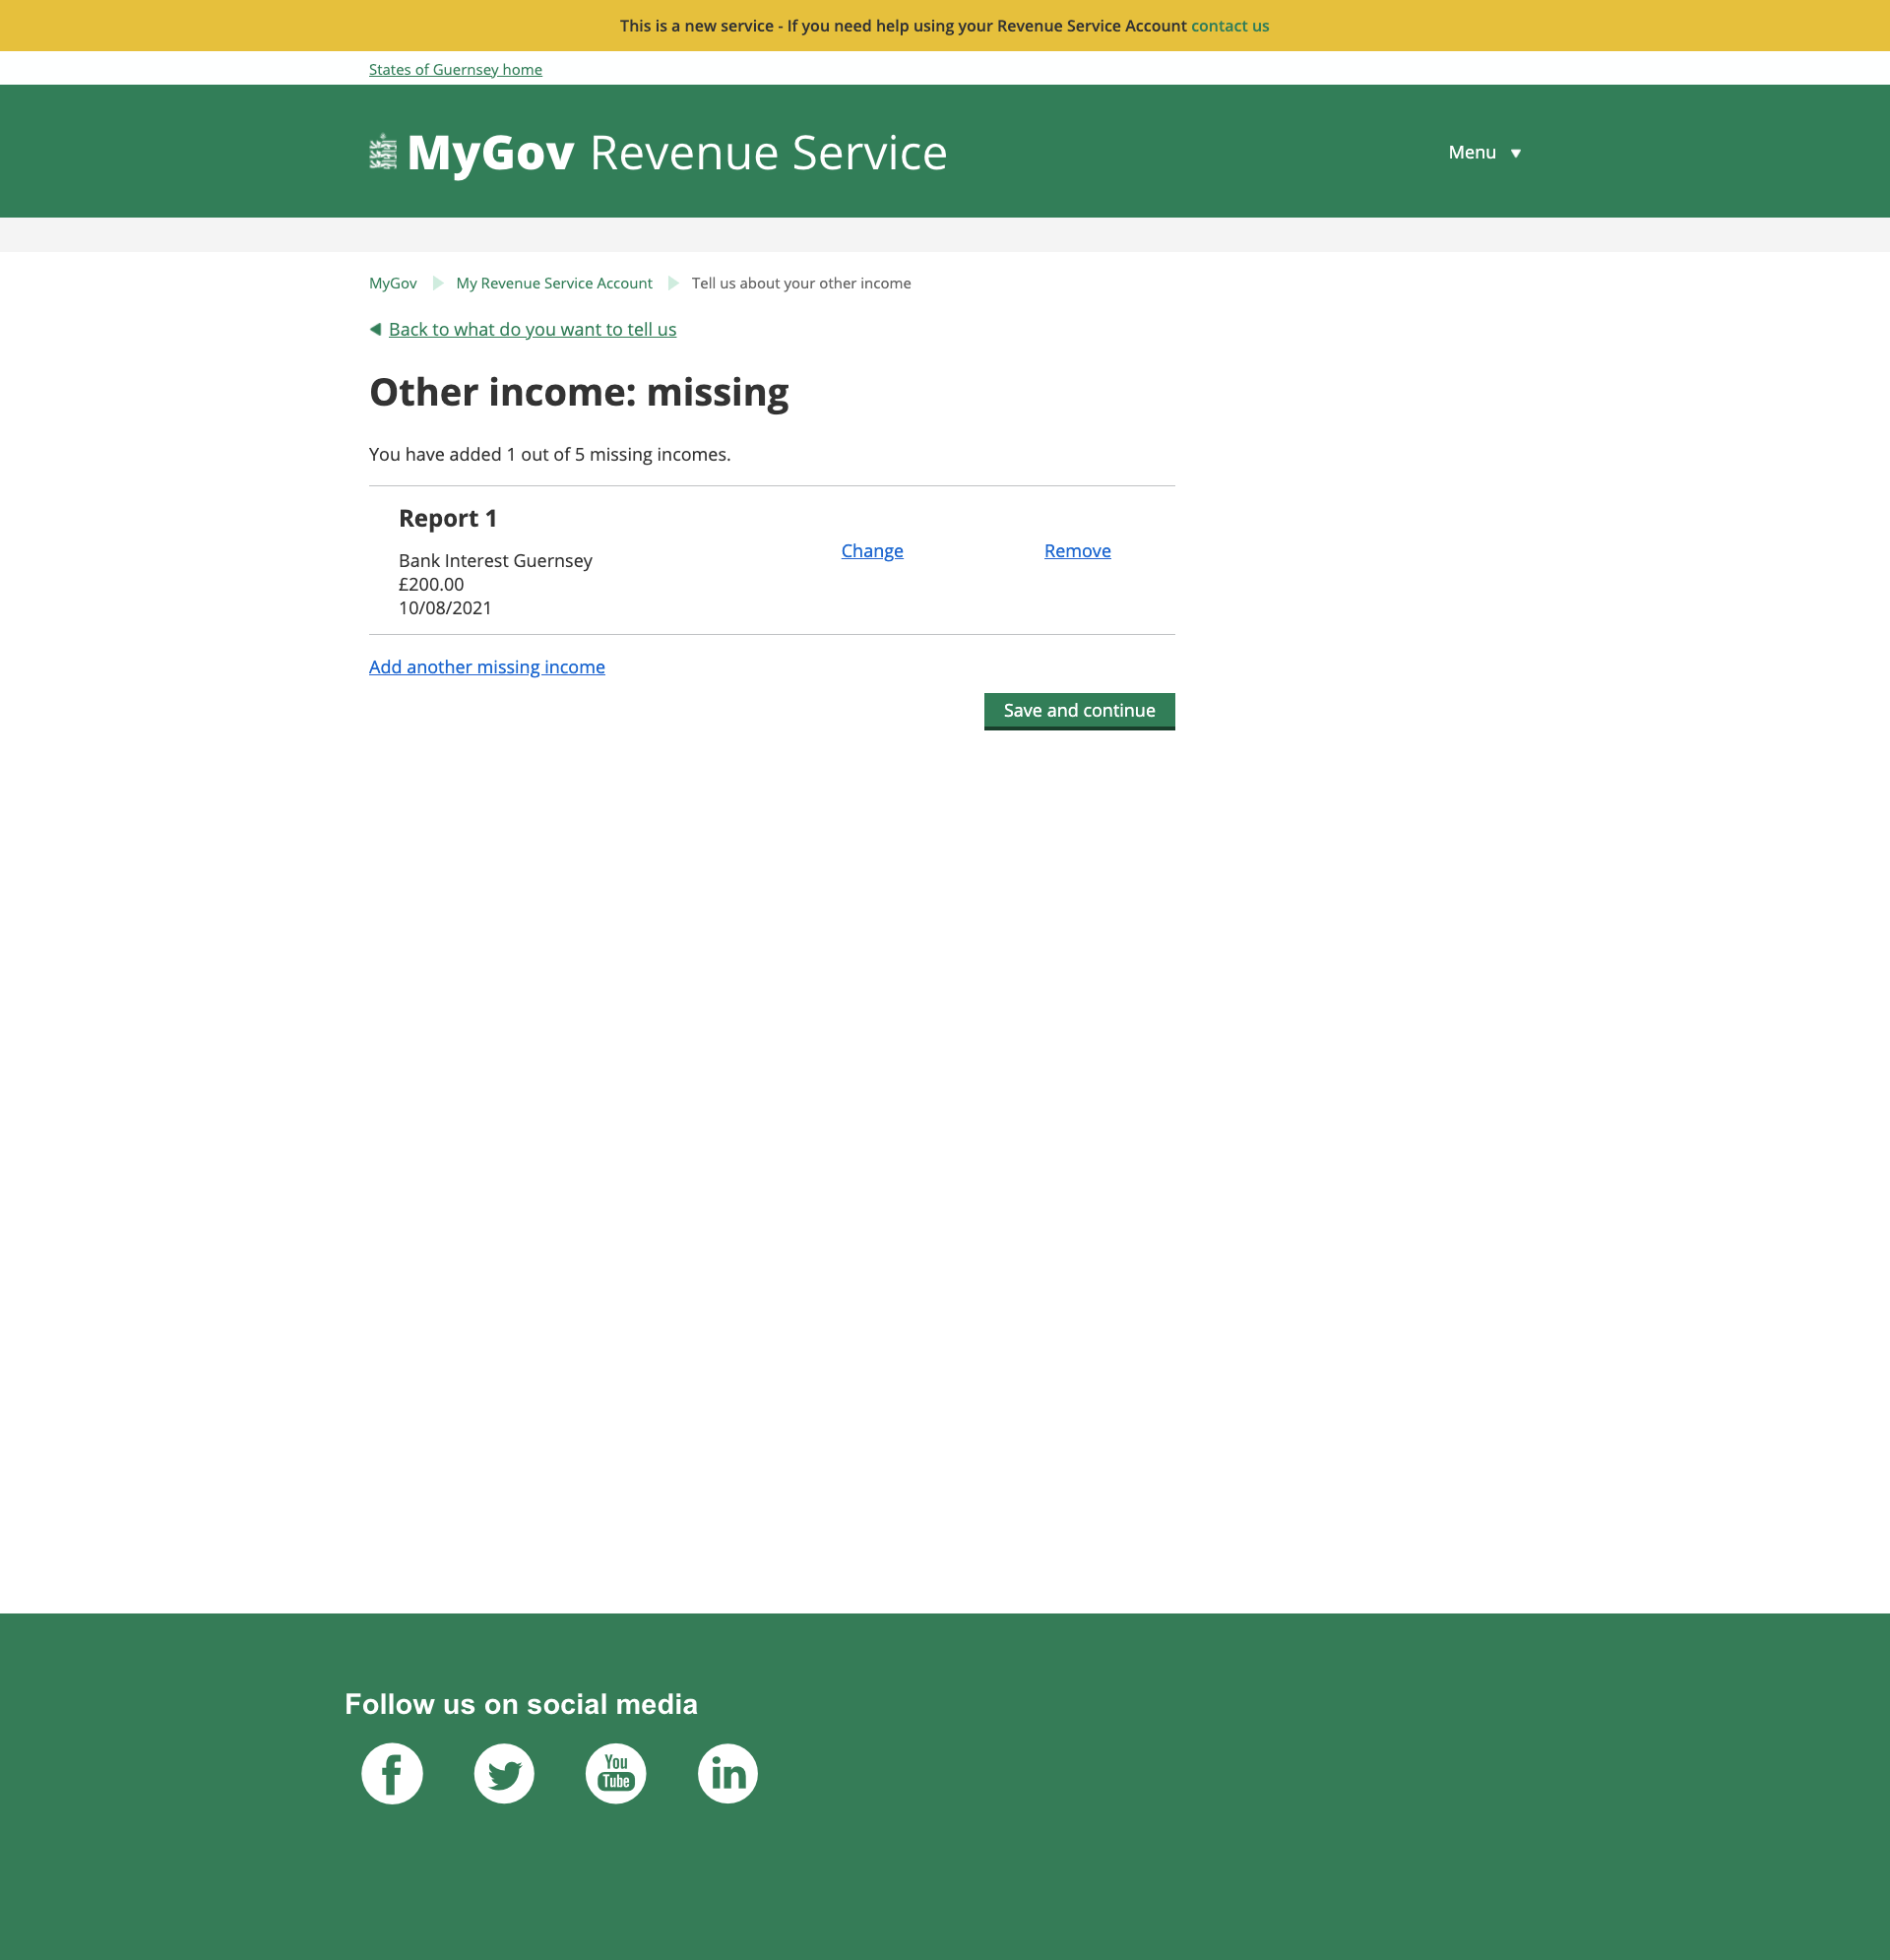 This is a new service - If you need help using your Revenue Service Account contact us
States of Guernsey home
MyGov Revenue Service
Menu
MyGov
My Revenue Service Account
Tell us about your other income
Back to what do you want to tell us
Other income: missing
You have added 1 out of 5 missing incomes.
Report 1
Bank Interest Guernsey
£200.00
10/08/2021
Change
Remove
Add another missing income
Save and continue
Follow us on social media
f
You
Tube
in